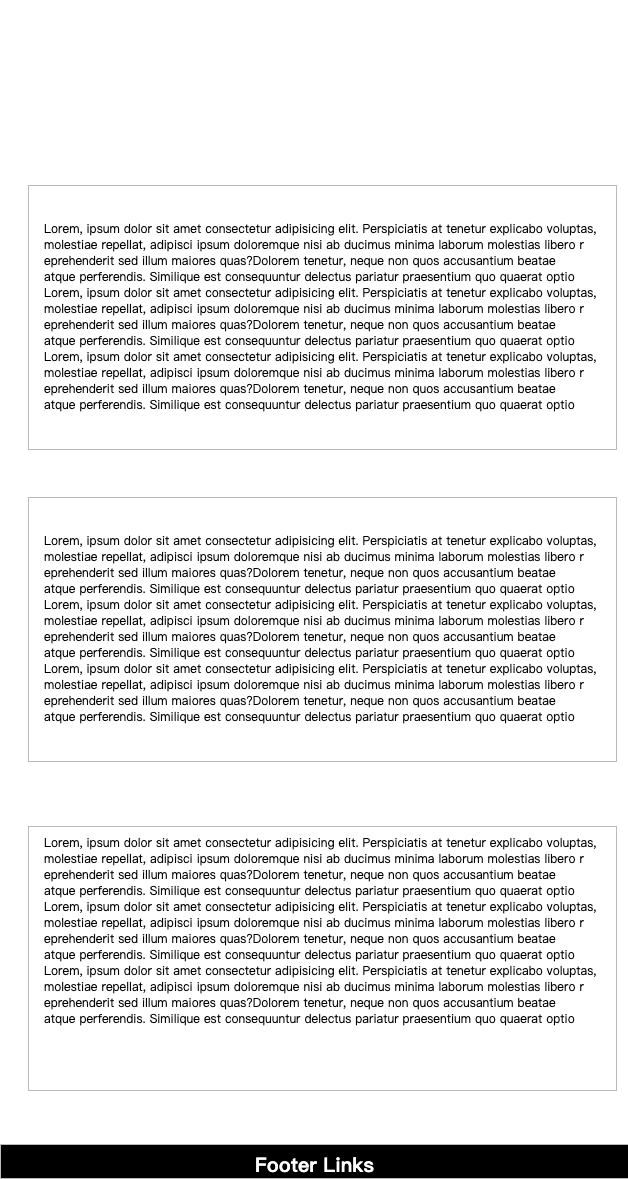 Lorem, ipsum dolor sit amet consectetur adipisicing elit. Perspiciatis at tenetur explicabo voluptas,
molestiae repellat, adipisci ipsum doloremque nisi ab ducimus minima laborum molestias libero r
eprehenderit sed illum maiores quas?Dolorem tenetur, neque non quos accusantium beatae
atque perferendis. Similique est consequuntur delectus pariatur praesentium quo quaerat optio
Lorem, ipsum dolor sit amet consectetur adipisicing elit. Perspiciatis at tenetur explicabo voluptas,
molestiae repellat, adipisci ipsum doloremque nisi ab ducimus minima laborum molestias libero r
eprehenderit sed illum maiores quas?Dolorem tenetur, neque non quos accusantium beatae
atque perferendis. Similique est consequuntur delectus pariatur praesentium quo quaerat optio
Lorem, ipsum dolor sit amet consectetur adipisicing elit. Perspiciatis at tenetur explicabo voluptas,
molestiae repellat, adipisci ipsum doloremque nisi ab ducimus minima laborum molestias libero r
eprehenderit sed illum maiores quas?Dolorem tenetur, neque non quos accusantium beatae
atque perferendis. Similique est consequuntur delectus pariatur praesentium quo quaerat optio
Lorem, ipsum dolor sit amet consectetur adipisicing elit. Perspiciatis at tenetur explicabo voluptas,
molestiae repellat, adipisci ipsum doloremque nisi ab ducimus minima laborum molestias libero r
eprehenderit sed illum maiores quas?Dolorem tenetur, neque non quos accusantium beatae
atque perferendis. Similique est consequuntur delectus pariatur praesentium quo quaerat optio
Lorem, ipsum dolor sit amet consectetur adipisicing elit. Perspiciatis at tenetur explicabo voluptas,
molestiae repellat, adipisci ipsum doloremque nisi ab ducimus minima laborum molestias libero r
eprehenderit sed illum maiores quas?Dolorem tenetur, neque non quos accusantium beatae
atque perferendis. Similique est consequuntur delectus pariatur praesentium quo quaerat optio
Lorem, ipsum dolor sit amet consectetur adipisicing elit. Perspiciatis at tenetur explicabo voluptas,
molestiae repellat, adipisci ipsum doloremque nisi ab ducimus minima laborum molestias libero r
eprehenderit sed illum maiores quas?Dolorem tenetur, neque non quos accusantium beatae
atque perferendis. Similique est consequuntur delectus pariatur praesentium quo quaerat optio
Lorem, ipsum dolor sit amet consectetur adipisicing elit. Perspiciatis at tenetur explicabo voluptas,
molestiae repellat, adipisci ipsum doloremque nisi ab ducimus minima laborum molestias libero r
eprehenderit sed illum maiores quas?Dolorem tenetur, neque non quos accusantium beatae
atque perferendis. Similique est consequuntur delectus pariatur praesentium quo quaerat optio
Lorem, ipsum dolor sit amet consectetur adipisicing elit. Perspiciatis at tenetur explicabo voluptas,
molestiae repellat, adipisci ipsum doloremque nisi ab ducimus minima laborum molestias libero r
eprehenderit sed illum maiores quas?Dolorem tenetur, neque non quos accusantium beatae
atque perferendis. Similique est consequuntur delectus pariatur praesentium quo quaerat optio
Lorem, ipsum dolor sit amet consectetur adipisicing elit. Perspiciatis at tenetur explicabo voluptas,
molestiae repellat, adipisci ipsum doloremque nisi ab ducimus minima laborum molestias libero r
eprehenderit sed illum maiores quas?Dolorem tenetur, neque non quos accusantium beatae
atque perferendis. Similique est consequuntur delectus pariatur praesentium quo quaerat optio
Footer Links